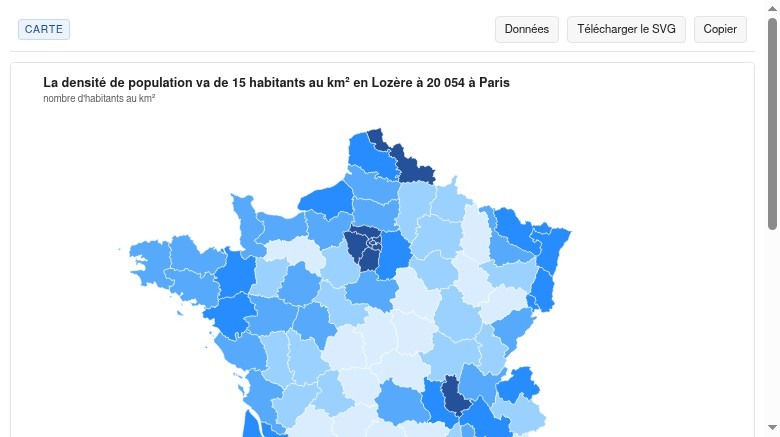 CARTE
Données
Télécharger le SVG
Copier
La densité de population va de 15 habitants au km² en Lozère à 20 054 à Paris
nombre d'habitants au km²